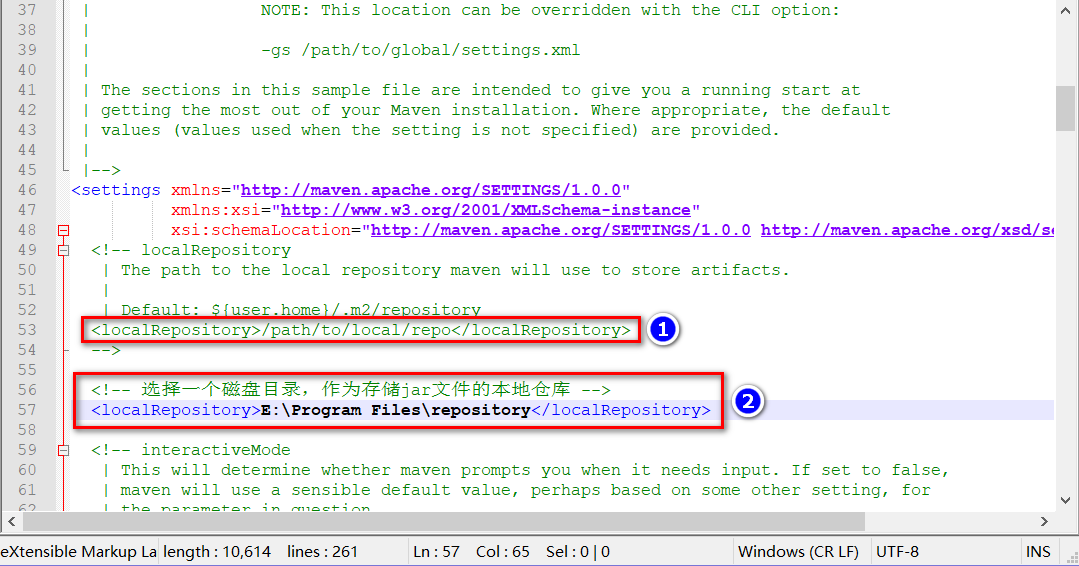 37 | NOTE: This location can be overridden with the CLI option:
38 |
39 | -gs /path/to/global/settings.xml
40 |
41 | The sections in this sample file are intended to give you a running start at
42 | getting the most out of your Maven installation. Where appropriate, the default
43 | values (values used when the setting is not specified) are provided.
44 |
45 |-->
46 <settings xmlns="http://maven.apache.org/SETTINGS/1.0.0"
47 xmlns:xsi="http://www.w3.org/2001/XMLSchema-instance"
48 xsi:schemaLocation="http://maven.apache.org/SETTINGS/1.0.0 http://maven.apache.org/xsd/se
49 <!-- localRepository
50 | The path to the local repository maven will use to store artifacts.
51 |
52 | Default: ${user.home}/.m2/repository
53 <localRepository>/path/to/local/repo</localRepository> 1
54 -->
55
56 <!-- 选择一个磁盘目录，作为存储jar文件的本地仓库 -->
57 <localRepository>E:\Program Files\repository</localRepository> 2
58
59 <!-- interactiveMode
60 | This will determine whether maven prompts you when it needs input. If set to false,
61 | maven will use a sensible default value, perhaps based on some other setting, for
62 | the parameter in question.
eXtensible Markup La length : 10,614 lines : 261 Ln : 57 Col : 65 Sel : 0 | 0 Windows (CR LF) UTF-8 INS